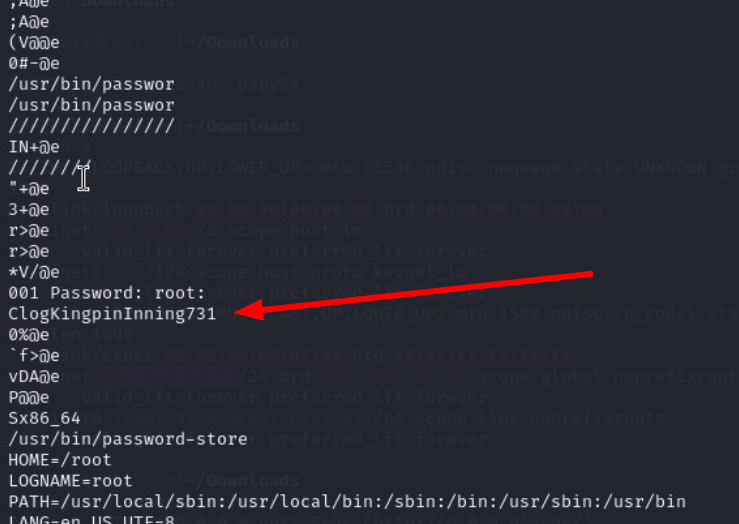 ;A@e
;A@e
(V@@e
0#-@e
/usr/bin/passwor
/usr/bin/passwor
////////////////
IN+@e
////////
"+@e
3+@e
r>@e
r>@e
*V/@e
001 Password: root:
ClogKingpinInning731
0%@e
`f>@e
vDA@e
P@@e
Sx86_64
/usr/bin/password-store
HOME=/root
LOGNAME=root
PATH=/usr/local/sbin:/usr/local/bin:/sbin:/bin:/usr/sbin:/usr/bin
LANG=en_US.UTF-8